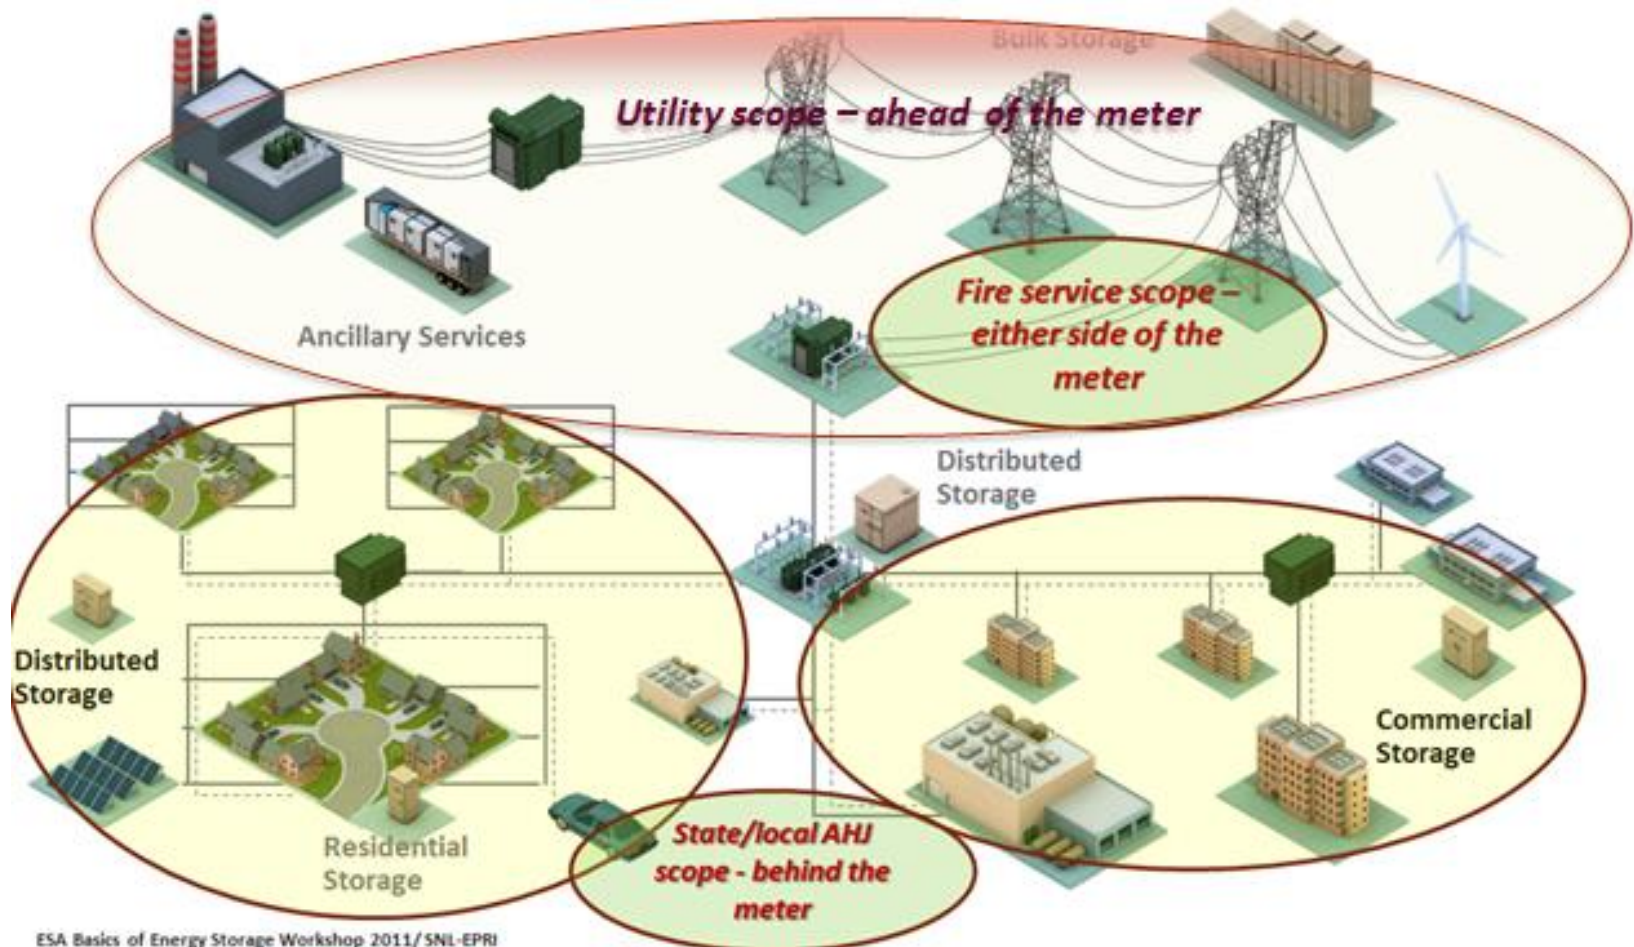 Bulk Storage
Utility scope – ahead of the meter
Fire service scope –
either side of the
meter
Ancillary Services
Distributed
Storage
Distributed
Storage
Commercial
Storage
Residential
Storage
State/local AHJ
scope - behind the
meter
ESA Basics of Energy Storage Workshop 2011/ SNL-EPRI